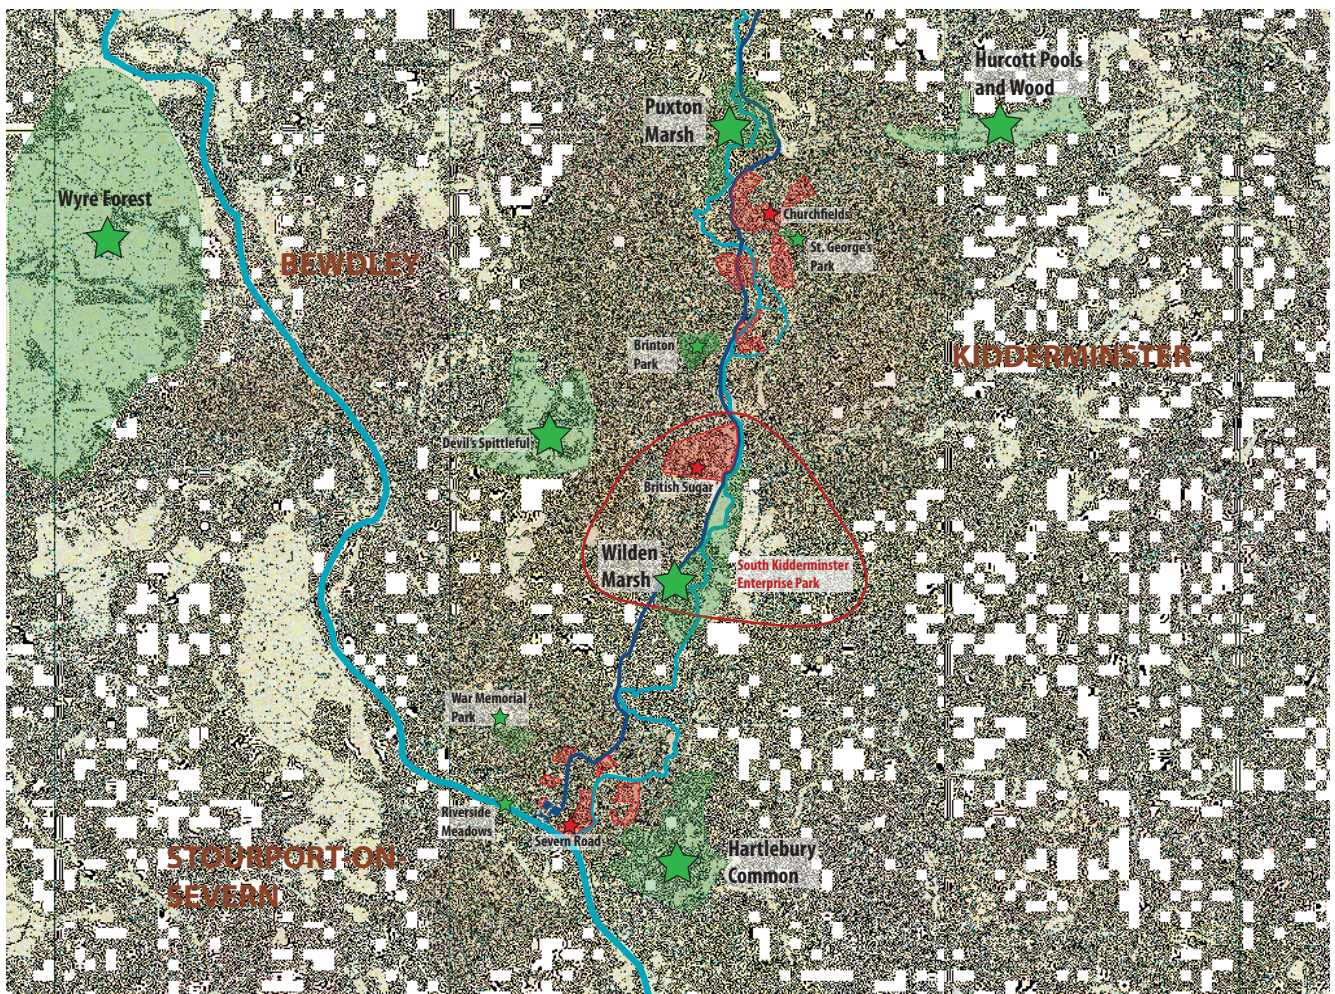 Hurcott Pools
and Wood
Puxton
Marsh
Wyre Forest
Churchfields
St. George's
Park
BEWDLEY
Brinton
Park
KIDDERMINSTER
Devil's Spittleful
British Sugar
Wilden
Marsh
South Kidderminster
Enterprise Park
War Memorial
Park
Riverside
Meadows
Severn Road
STOURPORT-ON-
SEVERN
Hartlebury
Common